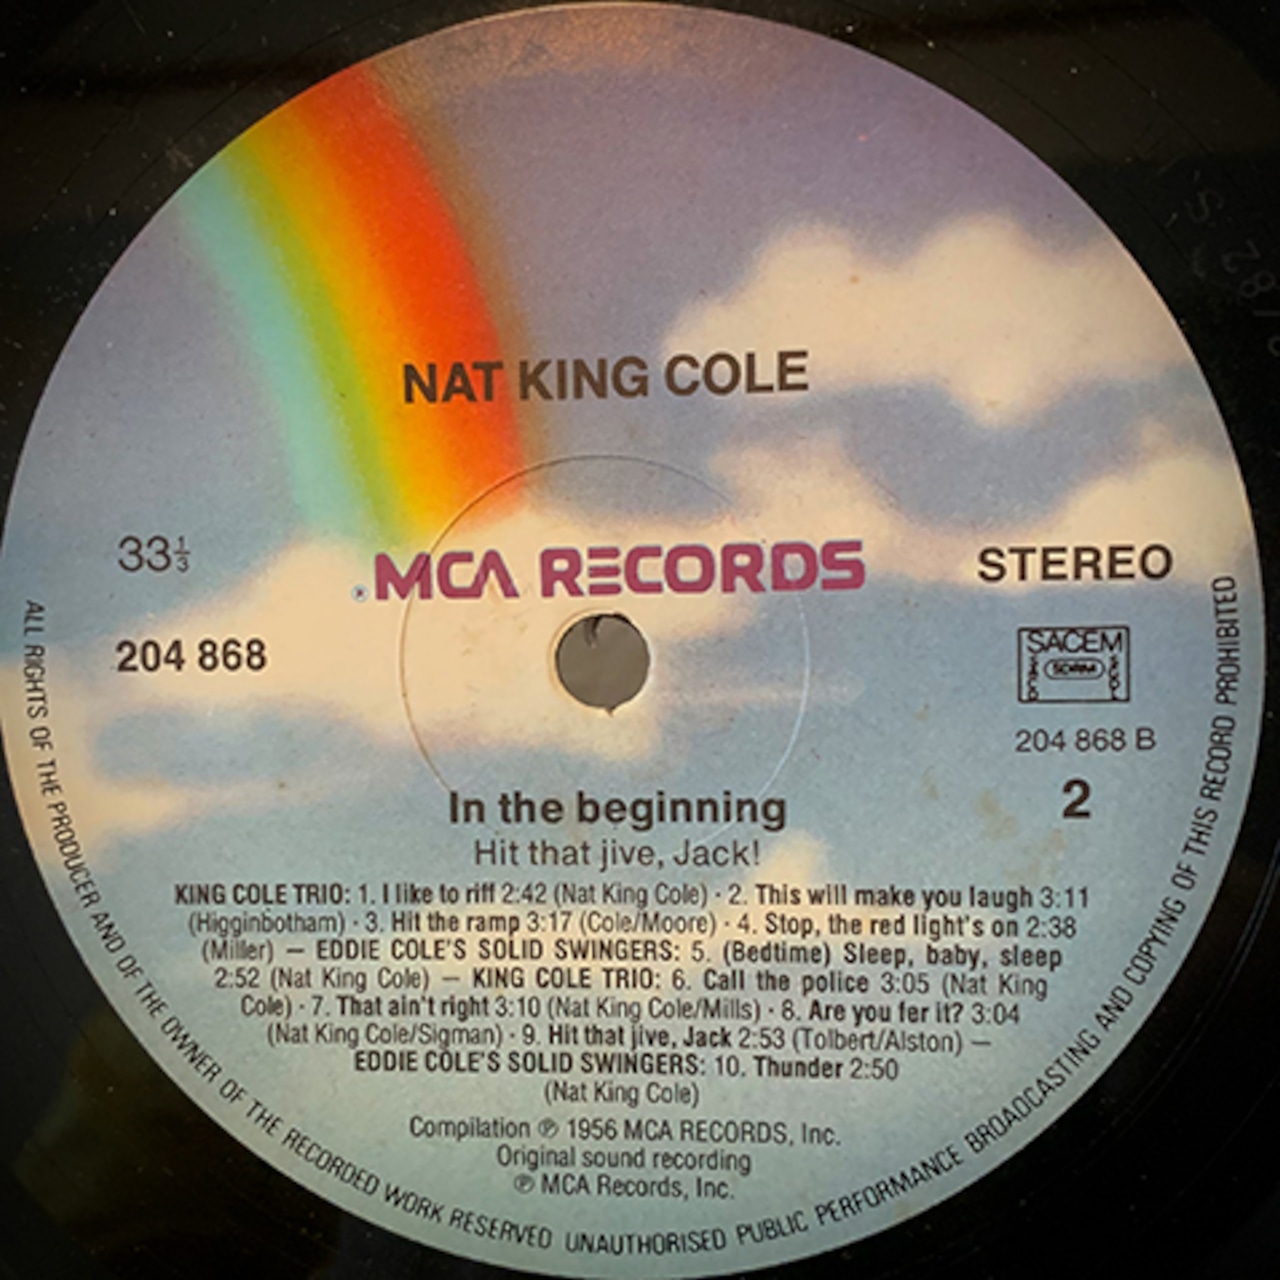 NAT KING COLE
33⅓
® MCA RECORDS
STEREO
204 868
SACEM
SDRM
204 868 B
In the beginning
2
Hit that jive, Jack!
KING COLE TRIO: 1. I like to riff 2:42 (Nat King Cole) · 2. This will make you laugh 3:11
(Higginbotham) · 3. Hit the ramp 3:17 (Cole/Moore) · 4. Stop, the red light's on 2:38
(Miller) — EDDIE COLE'S SOLID SWINGERS: 5. (Bedtime) Sleep, baby, sleep
2:52 (Nat King Cole) — KING COLE TRIO: 6. Call the police 3:05 (Nat King
Cole) · 7. That ain't right 3:10 (Nat King Cole/Mills) · 8. Are you fer it? 3:04
(Nat King Cole/Sigman) · 9. Hit that jive, Jack 2:53 (Tolbert/Alston) —
EDDIE COLE'S SOLID SWINGERS: 10. Thunder 2:50
(Nat King Cole)
Compilation ℗ 1956 MCA RECORDS, Inc.
Original sound recording
℗ MCA Records, Inc.
ALL RIGHTS OF THE PRODUCER AND OF THE OWNER OF THE RECORDED WORK RESERVED UNAUTHORISED PUBLIC PERFORMANCE BROADCASTING AND COPYING OF THIS RECORD PROHIBITED